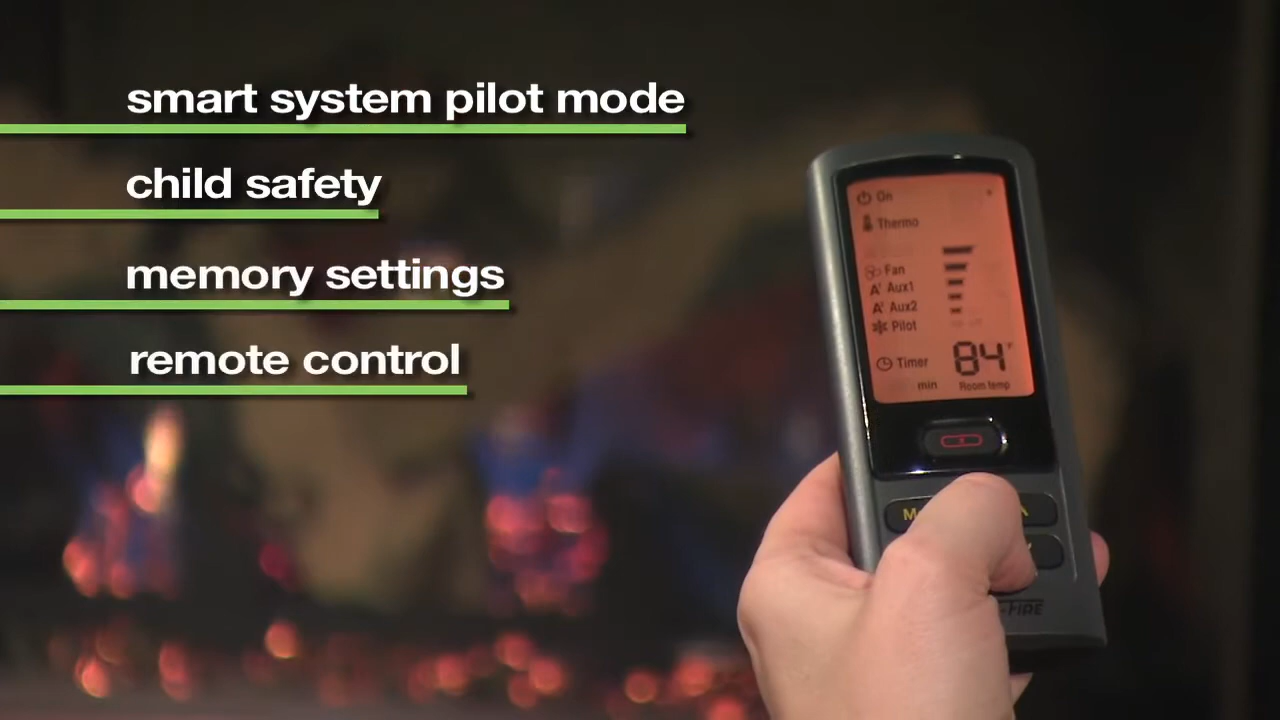 smart system pilot mode
child safety
memory settings
remote control
On
Thermo
Fan
Aux1
Aux2
Pilot
Timer
84°F
min
Room temp
-FIRE